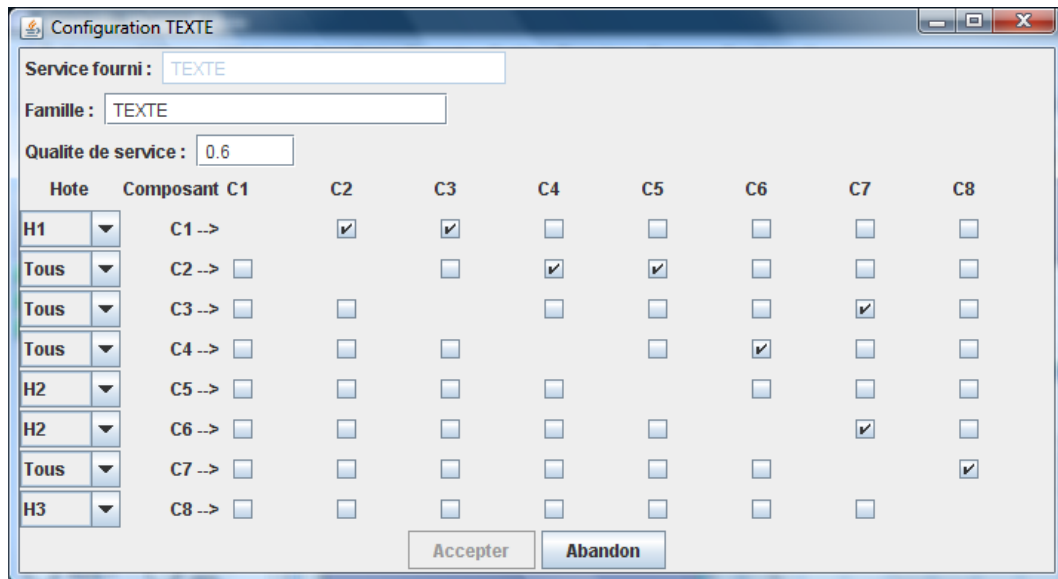 Configuration TEXTE
Service fourni : TEXTE
Famille : TEXTE
Qualite de service : 0.6
Hote Composant C1 C2 C3 C4 C5 C6 C7 C8
H1 C1 -->
Tous C2 -->
Tous C3 -->
Tous C4 -->
H2 C5 -->
H2 C6 -->
Tous C7 -->
H3 C8 -->
Accepter Abandon